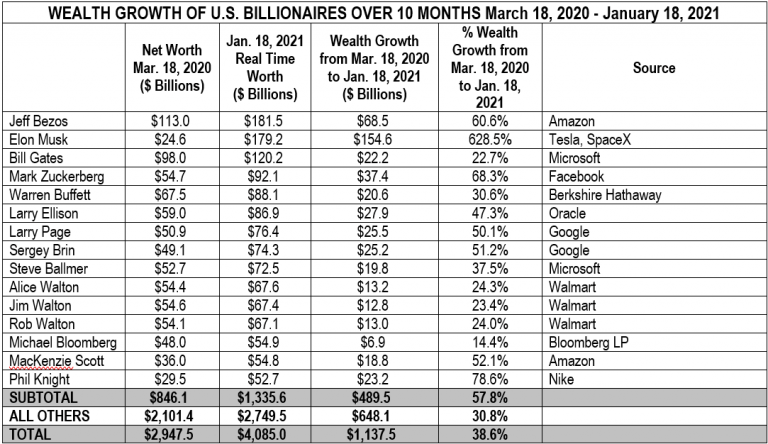 WEALTH GROWTH OF U.S. BILLIONAIRES OVER 10 MONTHS March 18, 2020 - January 18, 2021
Net Worth Mar. 18, 2020 ($ Billions) Jan. 18, 2021 Real Time Worth ($ Billions) Wealth Growth from Mar. 18, 2020 to Jan. 18, 2021 ($ Billions) % Wealth Growth from Mar. 18, 2020 to Jan. 18, 2021 Source
Jeff Bezos $113.0 $181.5 $68.5 60.6% Amazon
Elon Musk $24.6 $179.2 $154.6 628.5% Tesla, SpaceX
Bill Gates $98.0 $120.2 $22.2 22.7% Microsoft
Mark Zuckerberg $54.7 $92.1 $37.4 68.3% Facebook
Warren Buffett $67.5 $88.1 $20.6 30.6% Berkshire Hathaway
Larry Ellison $59.0 $86.9 $27.9 47.3% Oracle
Larry Page $50.9 $76.4 $25.5 50.1% Google
Sergey Brin $49.1 $74.3 $25.2 51.2% Google
Steve Ballmer $52.7 $72.5 $19.8 37.5% Microsoft
Alice Walton $54.4 $67.6 $13.2 24.3% Walmart
Jim Walton $54.6 $67.4 $12.8 23.4% Walmart
Rob Walton $54.1 $67.1 $13.0 24.0% Walmart
Michael Bloomberg $48.0 $54.9 $6.9 14.4% Bloomberg LP
MacKenzie Scott $36.0 $54.8 $18.8 52.1% Amazon
Phil Knight $29.5 $52.7 $23.2 78.6% Nike
SUBTOTAL $846.1 $1,335.6 $489.5 57.8%
ALL OTHERS $2,101.4 $2,749.5 $648.1 30.8%
TOTAL $2,947.5 $4,085.0 $1,137.5 38.6%